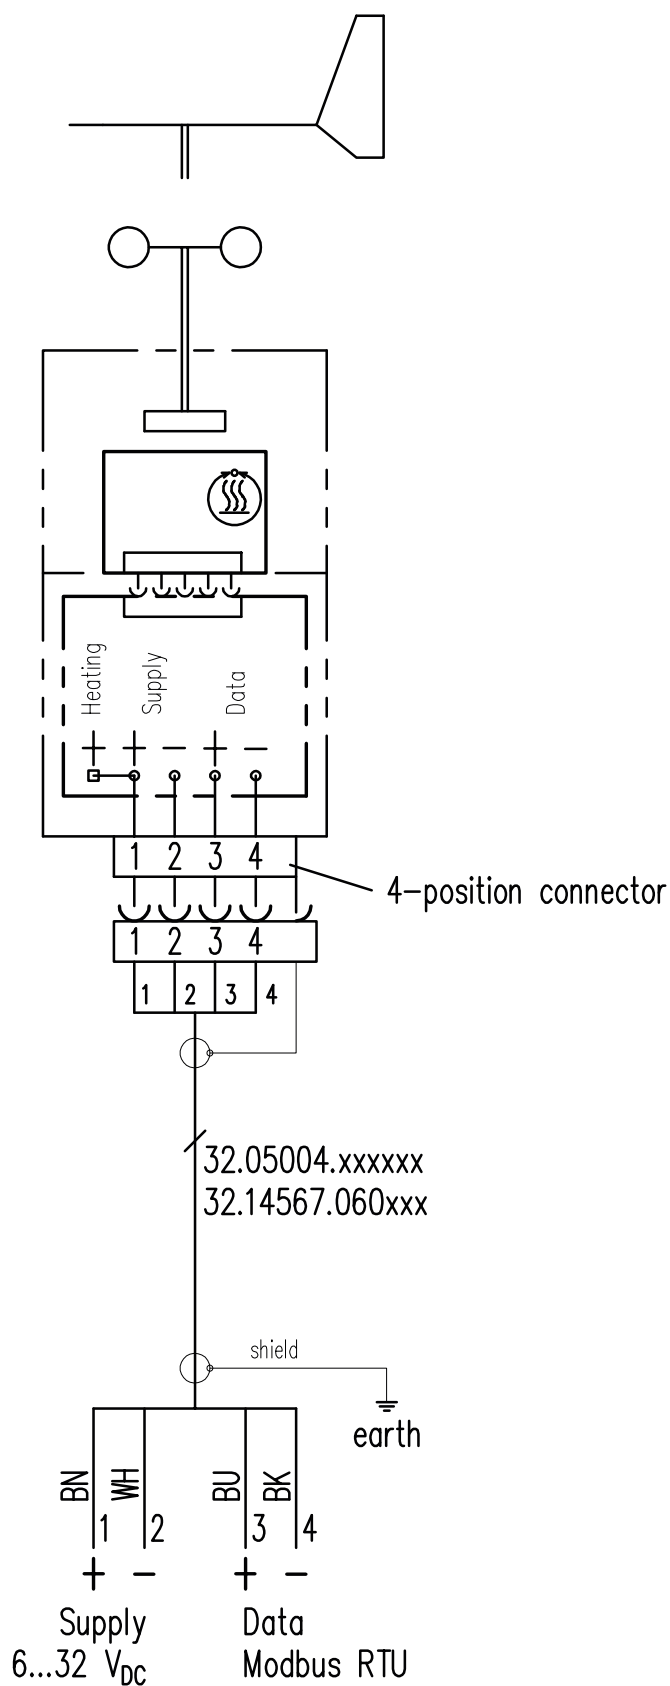 Heating
Supply
Data
+ + − + −
1 2 3 4
4-position connector
1 2 3 4
1 2 3 4
32.05004.xxxxxx
32.14567.060xxx
shield
earth
BN WH BU BK
1 2 3 4
+ − + −
Supply Data
6...32 VDC Modbus RTU